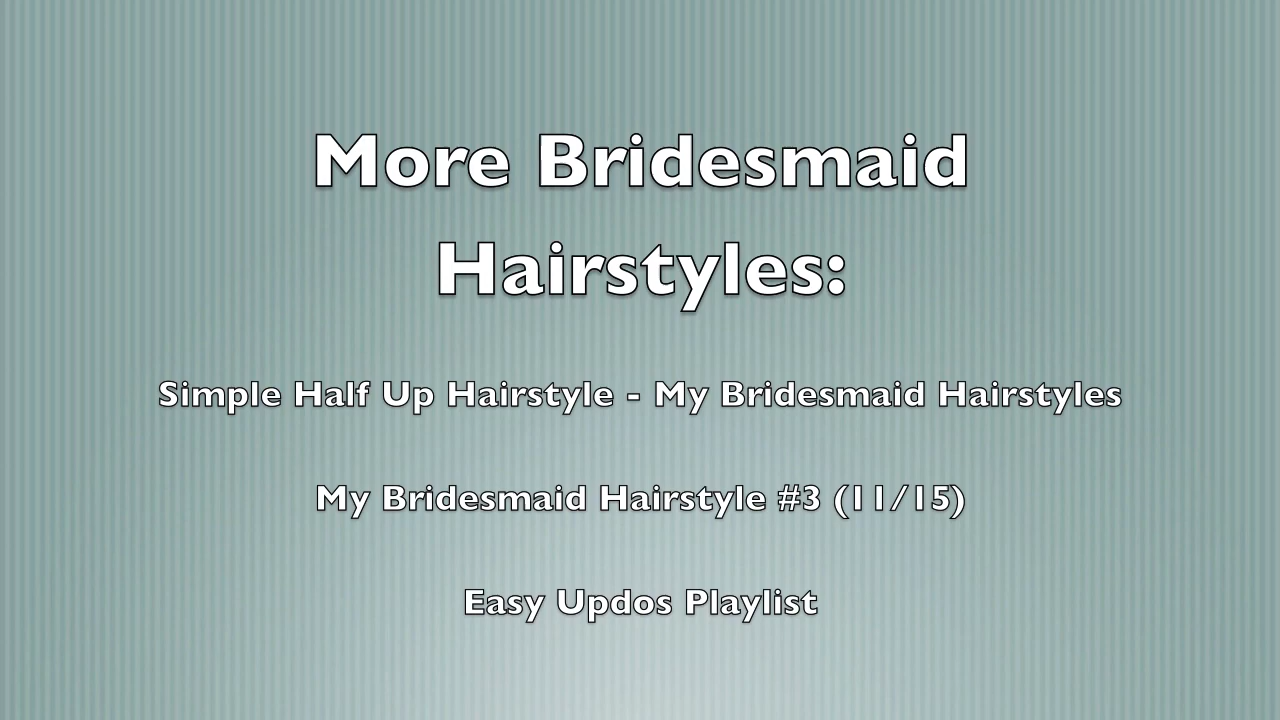 More Bridesmaid
Hairstyles:
Simple Half Up Hairstyle - My Bridesmaid Hairstyles
My Bridesmaid Hairstyle #3 (11/15)
Easy Updos Playlist